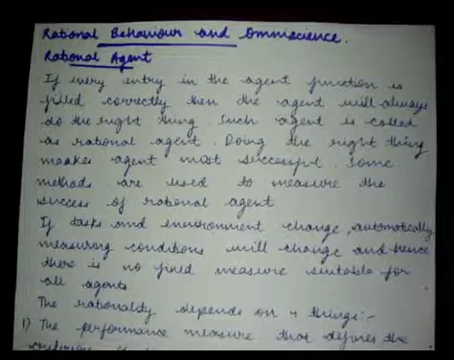 Rational Behaviour and Omniscience.
Rational Agent
If every entry in the agent function is
filled correctly then the agent will always
do the right thing. Such agent is called
as rational agent. Doing the right thing
maakes agent most successful. Some
methods are used to measure the
success of rational agent
If tasks and environment change, automatically
measuring conditions will change and hence
there is no fixed measure suitable for
all agents
The rationality depends on 4 things:-
1) The performance measure that defines the